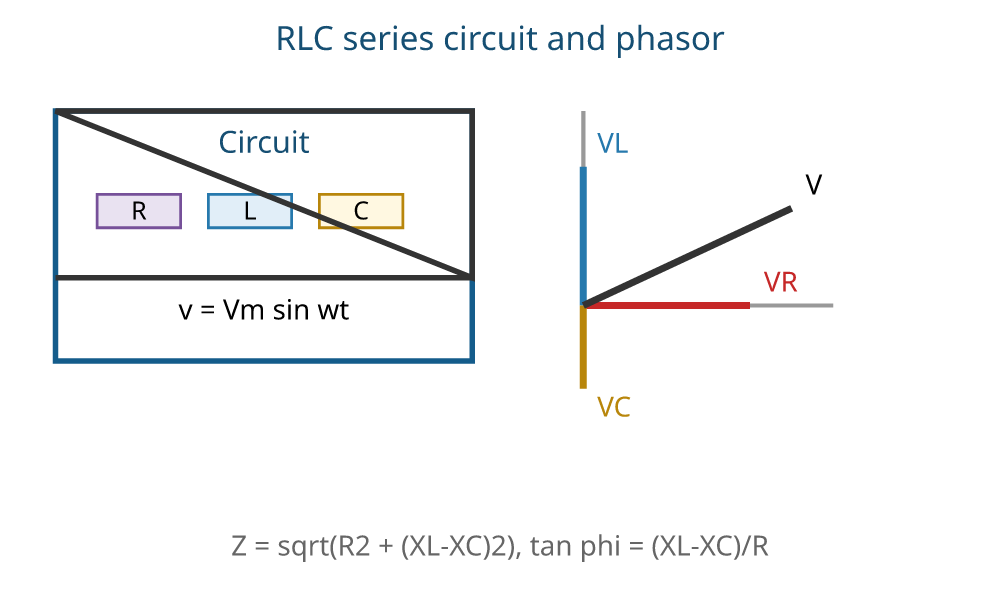 RLC series circuit and phasor
Circuit
R
L
C
v = Vm sin wt
VL
V
VR
VC
Z = sqrt(R2 + (XL-XC)2), tan phi = (XL-XC)/R